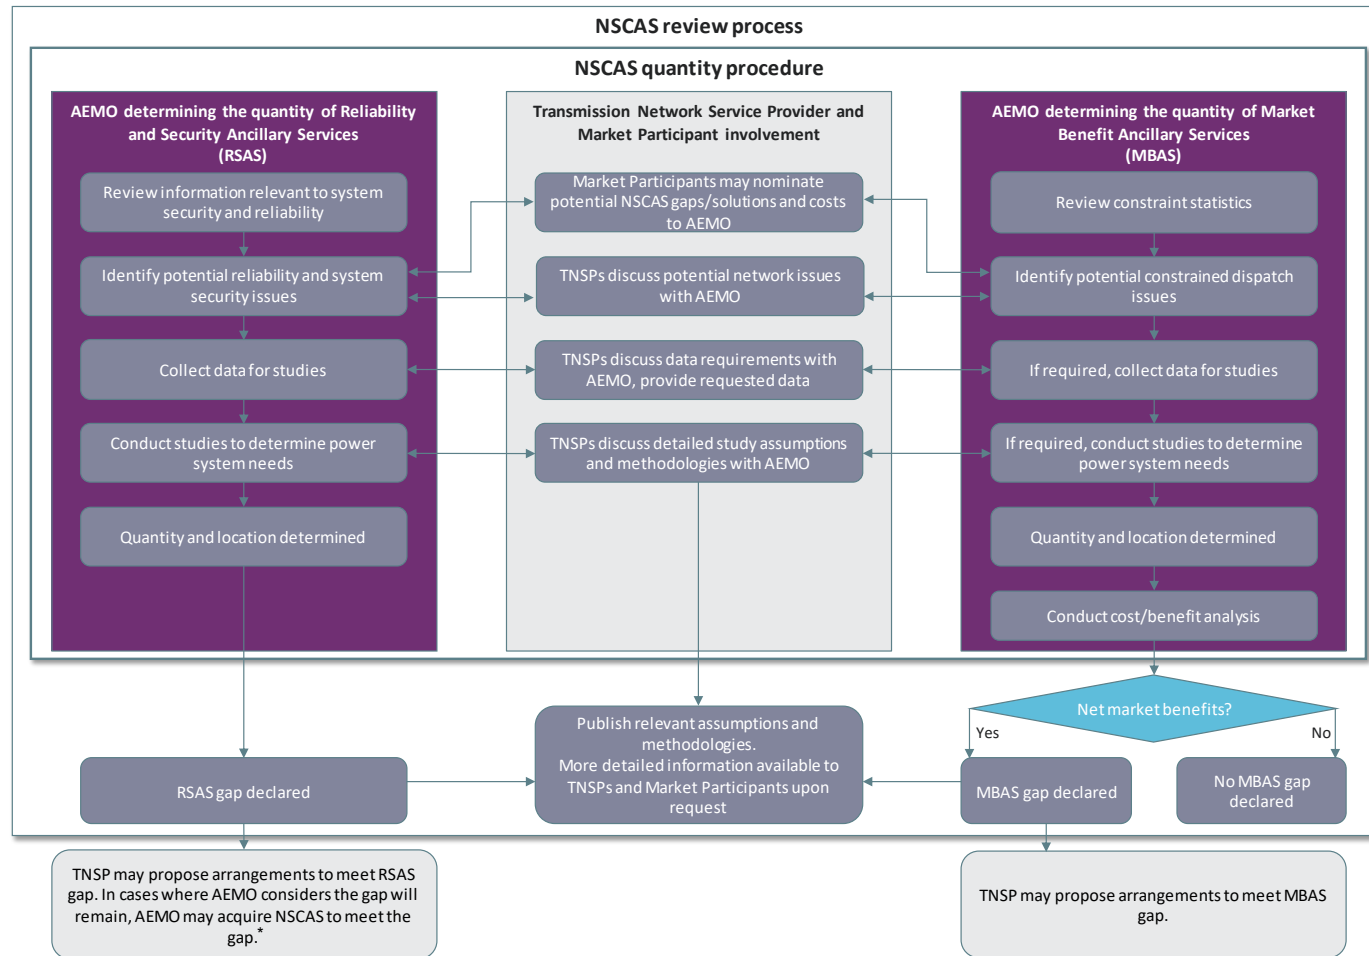 NSCAS review process
NSCAS quantity procedure
AEMO determining the quantity of Reliability
and Security Ancillary Services
(RSAS)
Review information relevant to system
security and reliability
Identify potential reliability and system
security issues
Collect data for studies
Conduct studies to determine power
system needs
Quantity and location determined
Transmission Network Service Provider and
Market Participant involvement
Market Participants may nominate
potential NSCAS gaps/solutions and costs
to AEMO
TNSPs discuss potential network issues
with AEMO
TNSPs discuss data requirements with
AEMO, provide requested data
TNSPs discuss detailed study assumptions
and methodologies with AEMO
AEMO determining the quantity of Market
Benefit Ancillary Services
(MBAS)
Review constraint statistics
Identify potential constrained dispatch
issues
If required, collect data for studies
If required, conduct studies to determine
power system needs
Quantity and location determined
Conduct cost/benefit analysis
Net market benefits?
Yes
No
RSAS gap declared
Publish relevant assumptions and
methodologies.
More detailed information available to
TNSPs and Market Participants upon
request
MBAS gap declared
No MBAS gap
declared
TNSP may propose arrangements to meet RSAS
gap. In cases where AEMO considers the gap will
remain, AEMO may acquire NSCAS to meet the
gap.*
TNSP may propose arrangements to meet MBAS
gap.